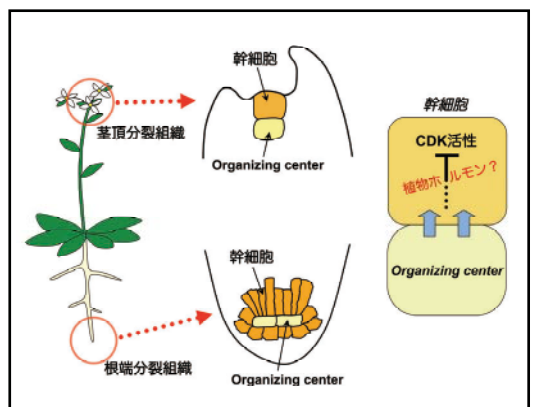 幹細胞
茎頂分裂組織
Organizing center
幹細胞
Organizing center
根端分裂組織
幹細胞
CDK活性
植物ホルモン?
Organizing center